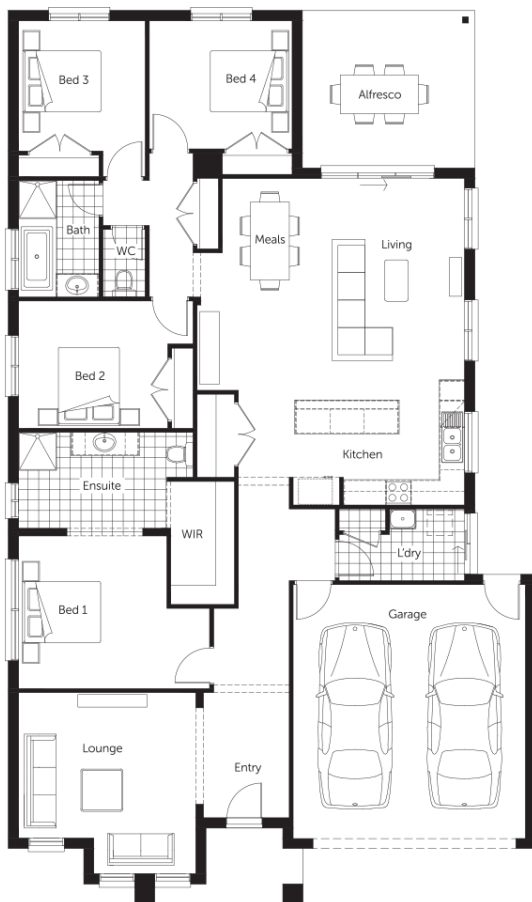 Bed 3
Bed 4
Alfresco
Bath
WC
Meals
Living
Bed 2
Kitchen
Ensuite
WIR
L'dry
Bed 1
Garage
Lounge
Entry